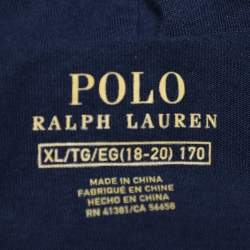 POLO
RALPH LAUREN
XL/TG/EG(18-20) 170
MADE IN CHINA
FABRIQUÉ EN CHINE
HECHO EN CHINA
RN 41381/CA 56658